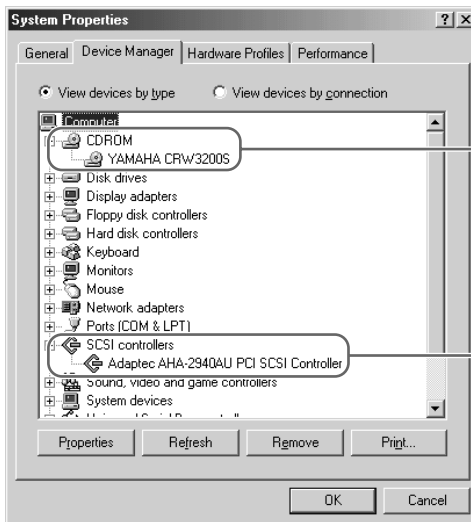 System Properties
General Device Manager Hardware Profiles Performance
View devices by type View devices by connection
Computer
CDROM
YAMAHA CRW3200S
Disk drives
Display adapters
Floppy disk controllers
Hard disk controllers
Keyboard
Monitors
Mouse
Network adapters
Ports (COM & LPT)
SCSI controllers
Adaptec AHA-2940AU PCI SCSI Controller
Sound, video and game controllers
System devices
Properties Refresh Remove Print...
OK Cancel